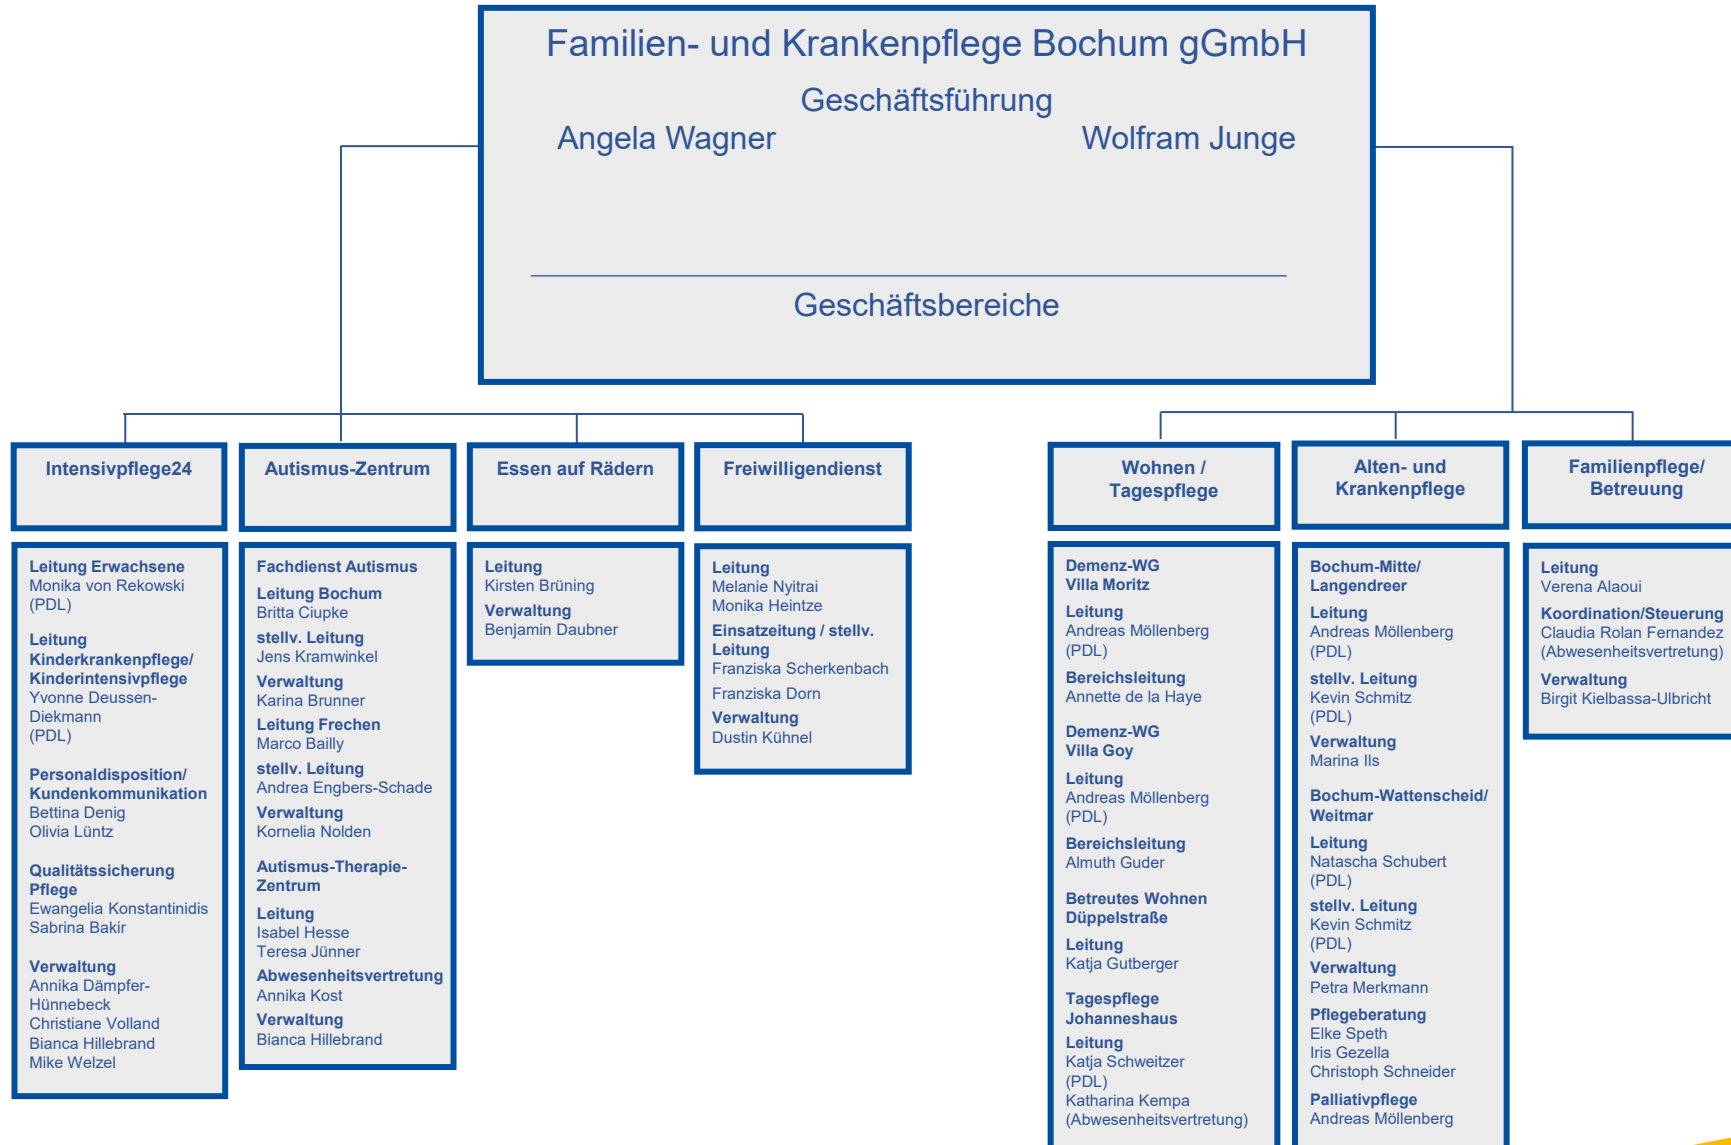 Familien- und Krankenpflege Bochum gGmbH
Geschäftsführung
Angela Wagner
Wolfram Junge
Geschäftsbereiche
Intensivpflege24
Leitung Erwachsene
Monika von Rekowski
(PDL)
Leitung
Kinderkrankenpflege/
Kinderintensivpflege
Yvonne Deussen-
Diekmann
(PDL)
Personaldisposition/
Kundenkommunikation
Bettina Denig
Olivia Lüntz
Qualitätssicherung
Pflege
Ewangelia Konstantinidis
Sabrina Bakir
Verwaltung
Annika Dämpfer-
Hünnebeck
Christiane Volland
Bianca Hillebrand
Mike Welzel
Autismus-Zentrum
Fachdienst Autismus
Leitung Bochum
Britta Ciupke
stellv. Leitung
Jens Kramwinkel
Verwaltung
Karina Brunner
Leitung Frechen
Marco Bailly
stellv. Leitung
Andrea Engbers-Schade
Verwaltung
Kornelia Nolden
Autismus-Therapie-
Zentrum
Leitung
Isabel Hesse
Teresa Jünner
Abwesenheitsvertretung
Annika Kost
Verwaltung
Bianca Hillebrand
Essen auf Rädern
Leitung
Kirsten Brüning
Verwaltung
Benjamin Daubner
Freiwilligendienst
Leitung
Melanie Nyitrai
Monika Heintze
Einsatzeitung / stellv.
Leitung
Franziska Scherkenbach
Franziska Dorn
Verwaltung
Dustin Kühnel
Wohnen /
Tagespflege
Demenz-WG
Villa Moritz
Leitung
Andreas Möllenberg
(PDL)
Bereichsleitung
Annette de la Haye
Demenz-WG
Villa Goy
Leitung
Andreas Möllenberg
(PDL)
Bereichsleitung
Almuth Guder
Betreutes Wohnen
Düppelstraße
Leitung
Katja Gutberger
Tagespflege
Johanneshaus
Leitung
Katja Schweitzer
(PDL)
Katharina Kempa
(Abwesenheitsvertretung)
Alten- und
Krankenpflege
Bochum-Mitte/
Langendreer
Leitung
Andreas Möllenberg
(PDL)
stellv. Leitung
Kevin Schmitz
(PDL)
Verwaltung
Marina Ils
Bochum-Wattenscheid/
Weitmar
Leitung
Natascha Schubert
(PDL)
stellv. Leitung
Kevin Schmitz
(PDL)
Verwaltung
Petra Merkmann
Pflegeberatung
Elke Speth
Iris Gezella
Christoph Schneider
Palliativpflege
Andreas Möllenberg
Familienpflege/
Betreuung
Leitung
Verena Alaoui
Koordination/Steuerung
Claudia Rolan Fernandez
(Abwesenheitsvertretung)
Verwaltung
Birgit Kielbassa-Ulbricht